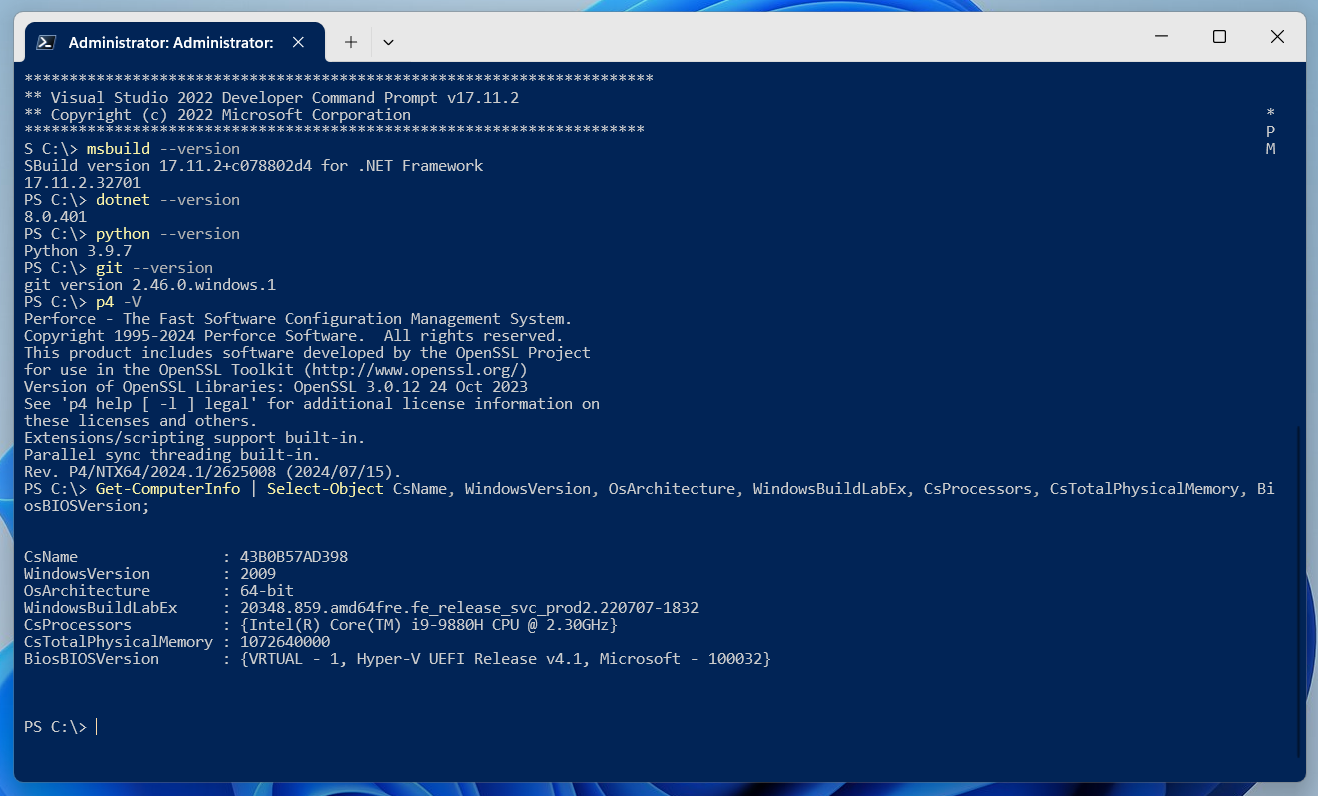 Administrator: Administrator:
**********************************************************************
** Visual Studio 2022 Developer Command Prompt v17.11.2
** Copyright (c) 2022 Microsoft Corporation *
********************************************************************* P
S C:\> msbuild --version M
SBuild version 17.11.2+c078802d4 for .NET Framework
17.11.2.32701
PS C:\> dotnet --version
8.0.401
PS C:\> python --version
Python 3.9.7
PS C:\> git --version
git version 2.46.0.windows.1
PS C:\> p4 -V
Perforce - The Fast Software Configuration Management System.
Copyright 1995-2024 Perforce Software.  All rights reserved.
This product includes software developed by the OpenSSL Project
for use in the OpenSSL Toolkit (http://www.openssl.org/)
Version of OpenSSL Libraries: OpenSSL 3.0.12 24 Oct 2023
See 'p4 help [ -l ] legal' for additional license information on
these licenses and others.
Extensions/scripting support built-in.
Parallel sync threading built-in.
Rev. P4/NTX64/2024.1/2625008 (2024/07/15).
PS C:\> Get-ComputerInfo | Select-Object CsName, WindowsVersion, OsArchitecture, WindowsBuildLabEx, CsProcessors, CsTotalPhysicalMemory, Bi
osBIOSVersion;
CsName                : 43B0B57AD398
WindowsVersion        : 2009
OsArchitecture        : 64-bit
WindowsBuildLabEx     : 20348.859.amd64fre.fe_release_svc_prod2.220707-1832
CsProcessors          : {Intel(R) Core(TM) i9-9880H CPU @ 2.30GHz}
CsTotalPhysicalMemory : 1072640000
BiosBIOSVersion       : {VRTUAL - 1, Hyper-V UEFI Release v4.1, Microsoft - 100032}
PS C:\>